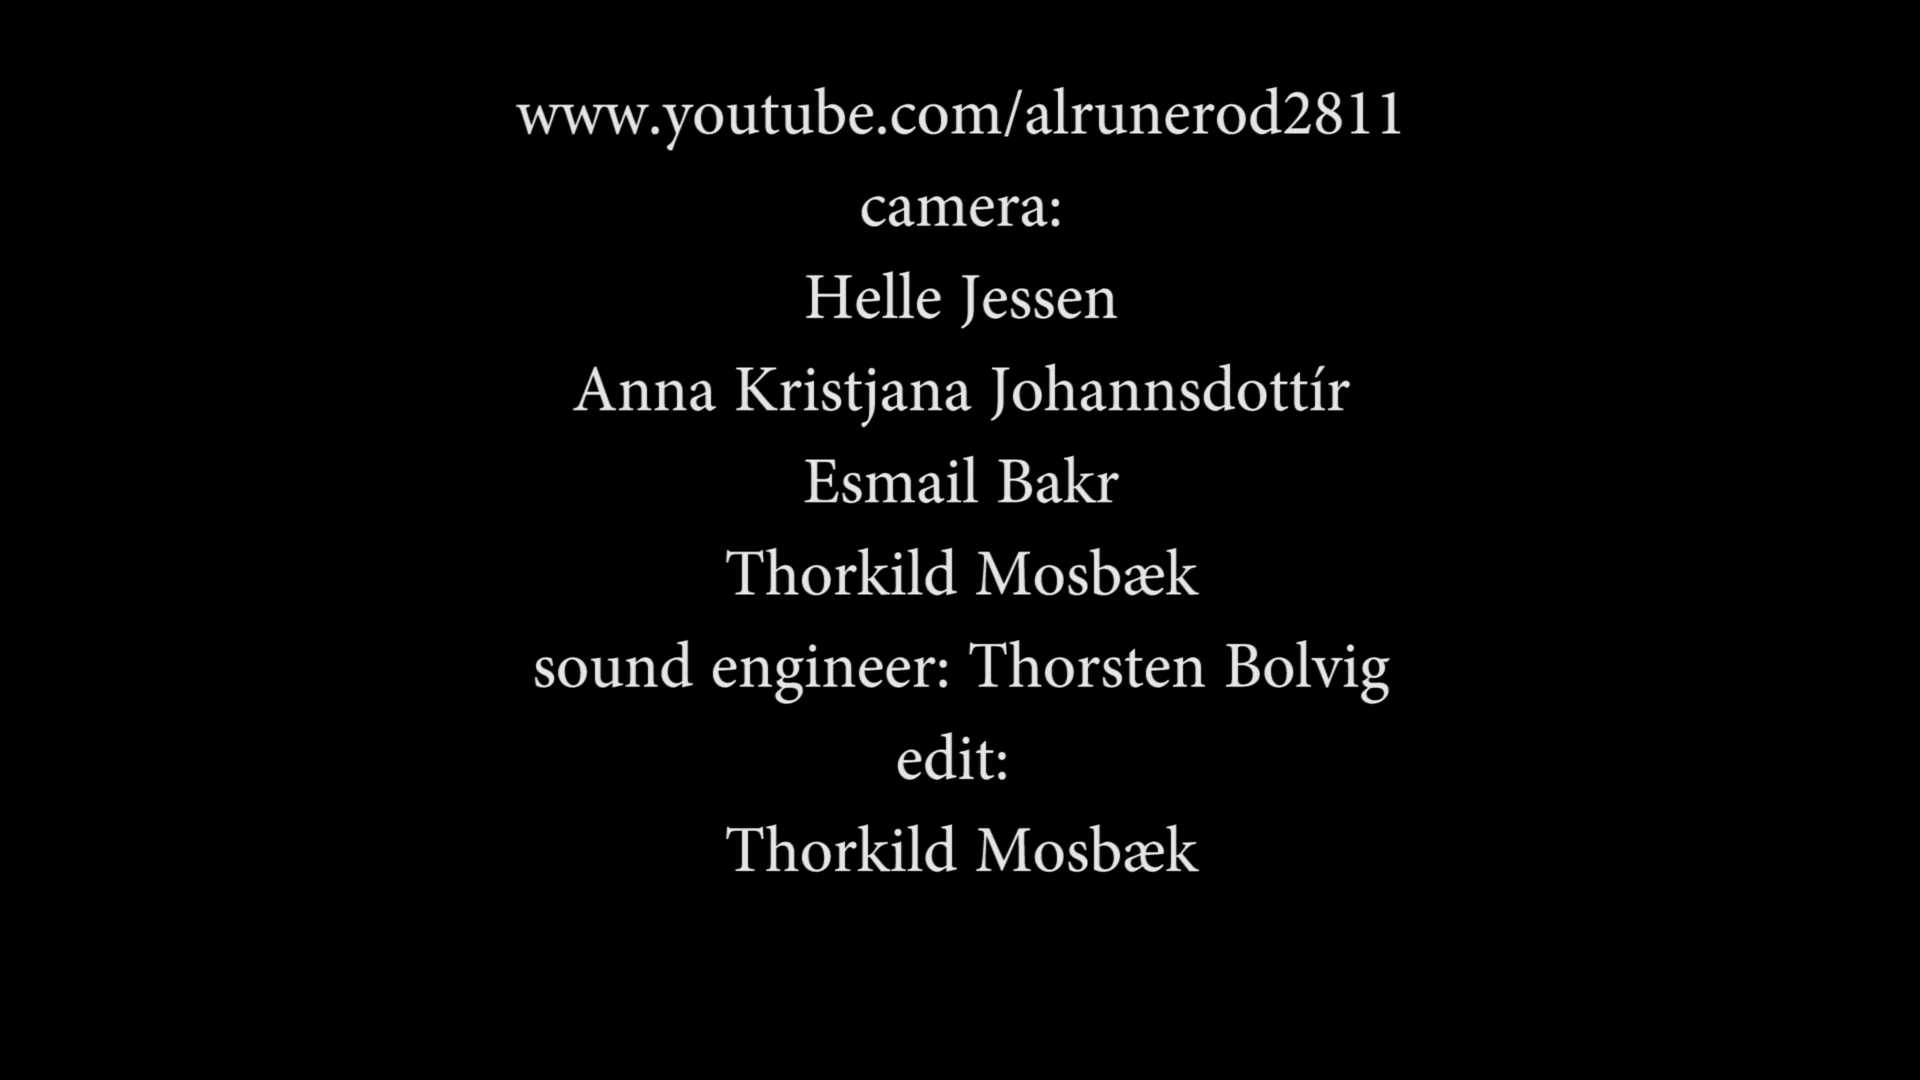 www.youtube.com/alrunerod2811
camera:
Helle Jessen
Anna Kristjana Johannsdottír
Esmail Bakr
Thorkild Mosbæk
sound engineer: Thorsten Bolvig
edit:
Thorkild Mosbæk